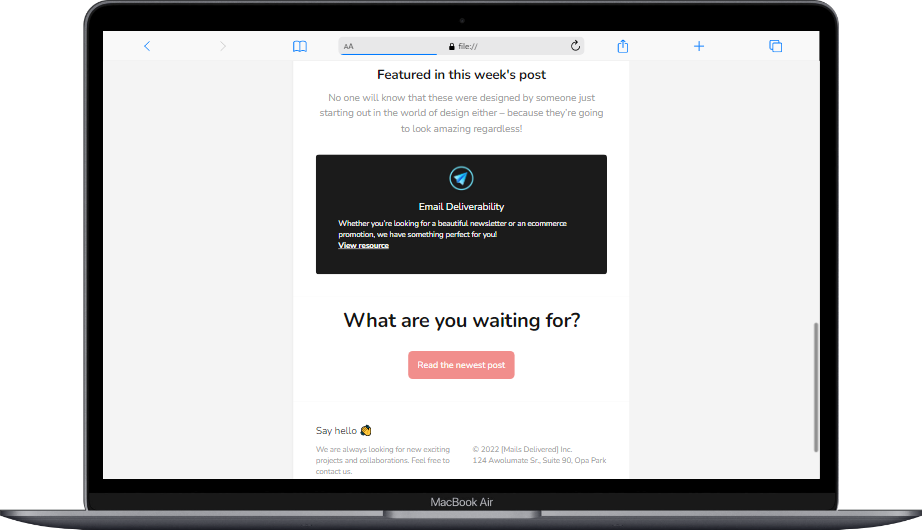 AA file://
Featured in this week's post
No one will know that these were designed by someone just
starting out in the world of design either – because they're going
to look amazing regardless!
Email Deliverability
Whether you're looking for a beautiful newsletter or an ecommerce
promotion, we have something perfect for you!
View resource
What are you waiting for?
Read the newest post
Say hello 👏
We are always looking for new exciting
projects and collaborations. Feel free to
contact us.
© 2022 [Mails Delivered] Inc.
124 Awolumate Sr., Suite 90, Opa Park
MacBook Air